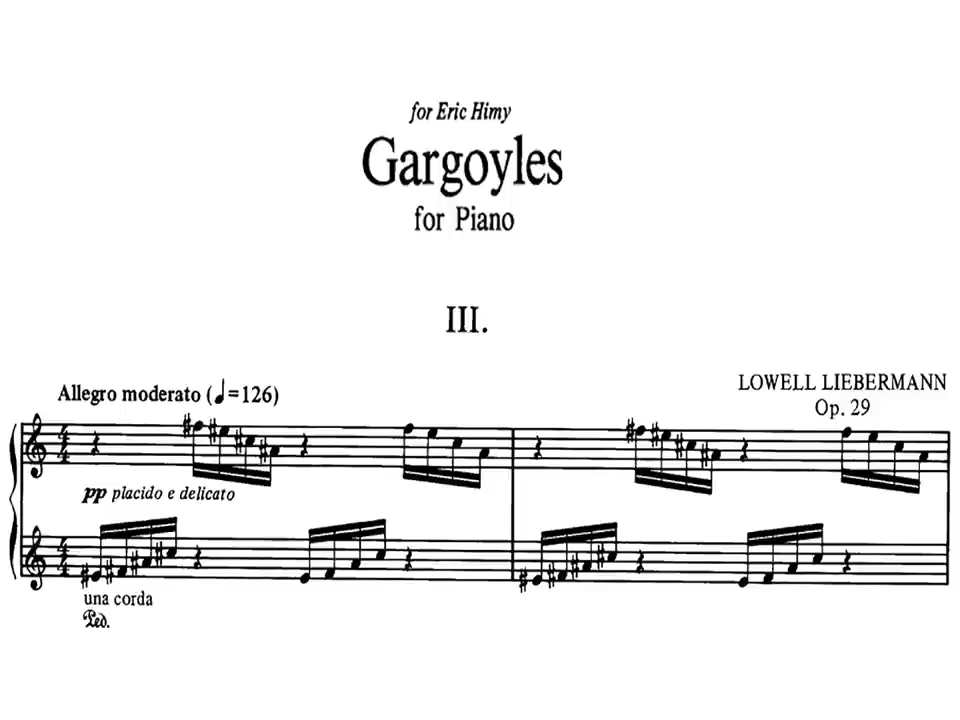 for Eric Himy
Gargoyles
for Piano
III.
LOWELL LIEBERMANN
Op. 29
Allegro moderato (♩=126)
pp placido e delicato
una corda
Ped.